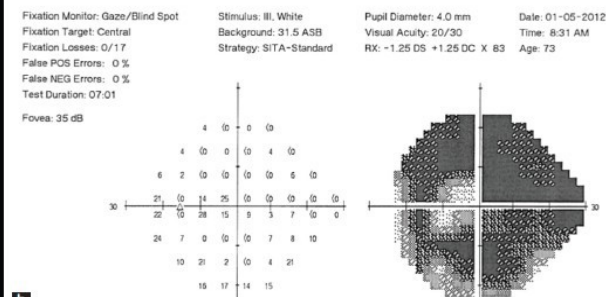 Fixation Monitor: Gaze/Blind Spot
Fixation Target: Central
Fixation Losses: 0/17
False POS Errors: 0 %
False NEG Errors: 0 %
Test Duration: 07:01
Fovea: 35 dB
Stimulus: III, White
Background: 31.5 ASB
Strategy: SITA-Standard
Pupil Diameter: 4.0 mm
Visual Acuity: 20/30
RX: -1.25 DS +1.25 DC X 83
Date: 01-05-2012
Time: 8:31 AM
Age: 73
4 (0 0 (0
4 (0 0 (0 4 (0
6 2 (0 (0 (0 (0 6 (0
21 (0 14 25 (0 (0 (0 (0 (0
30 30
22 (0 28 15 9 3 7 (0 0
24 7 0 (0 (0 7 8 10
10 21 2 (0 4 21
16 17 14 15